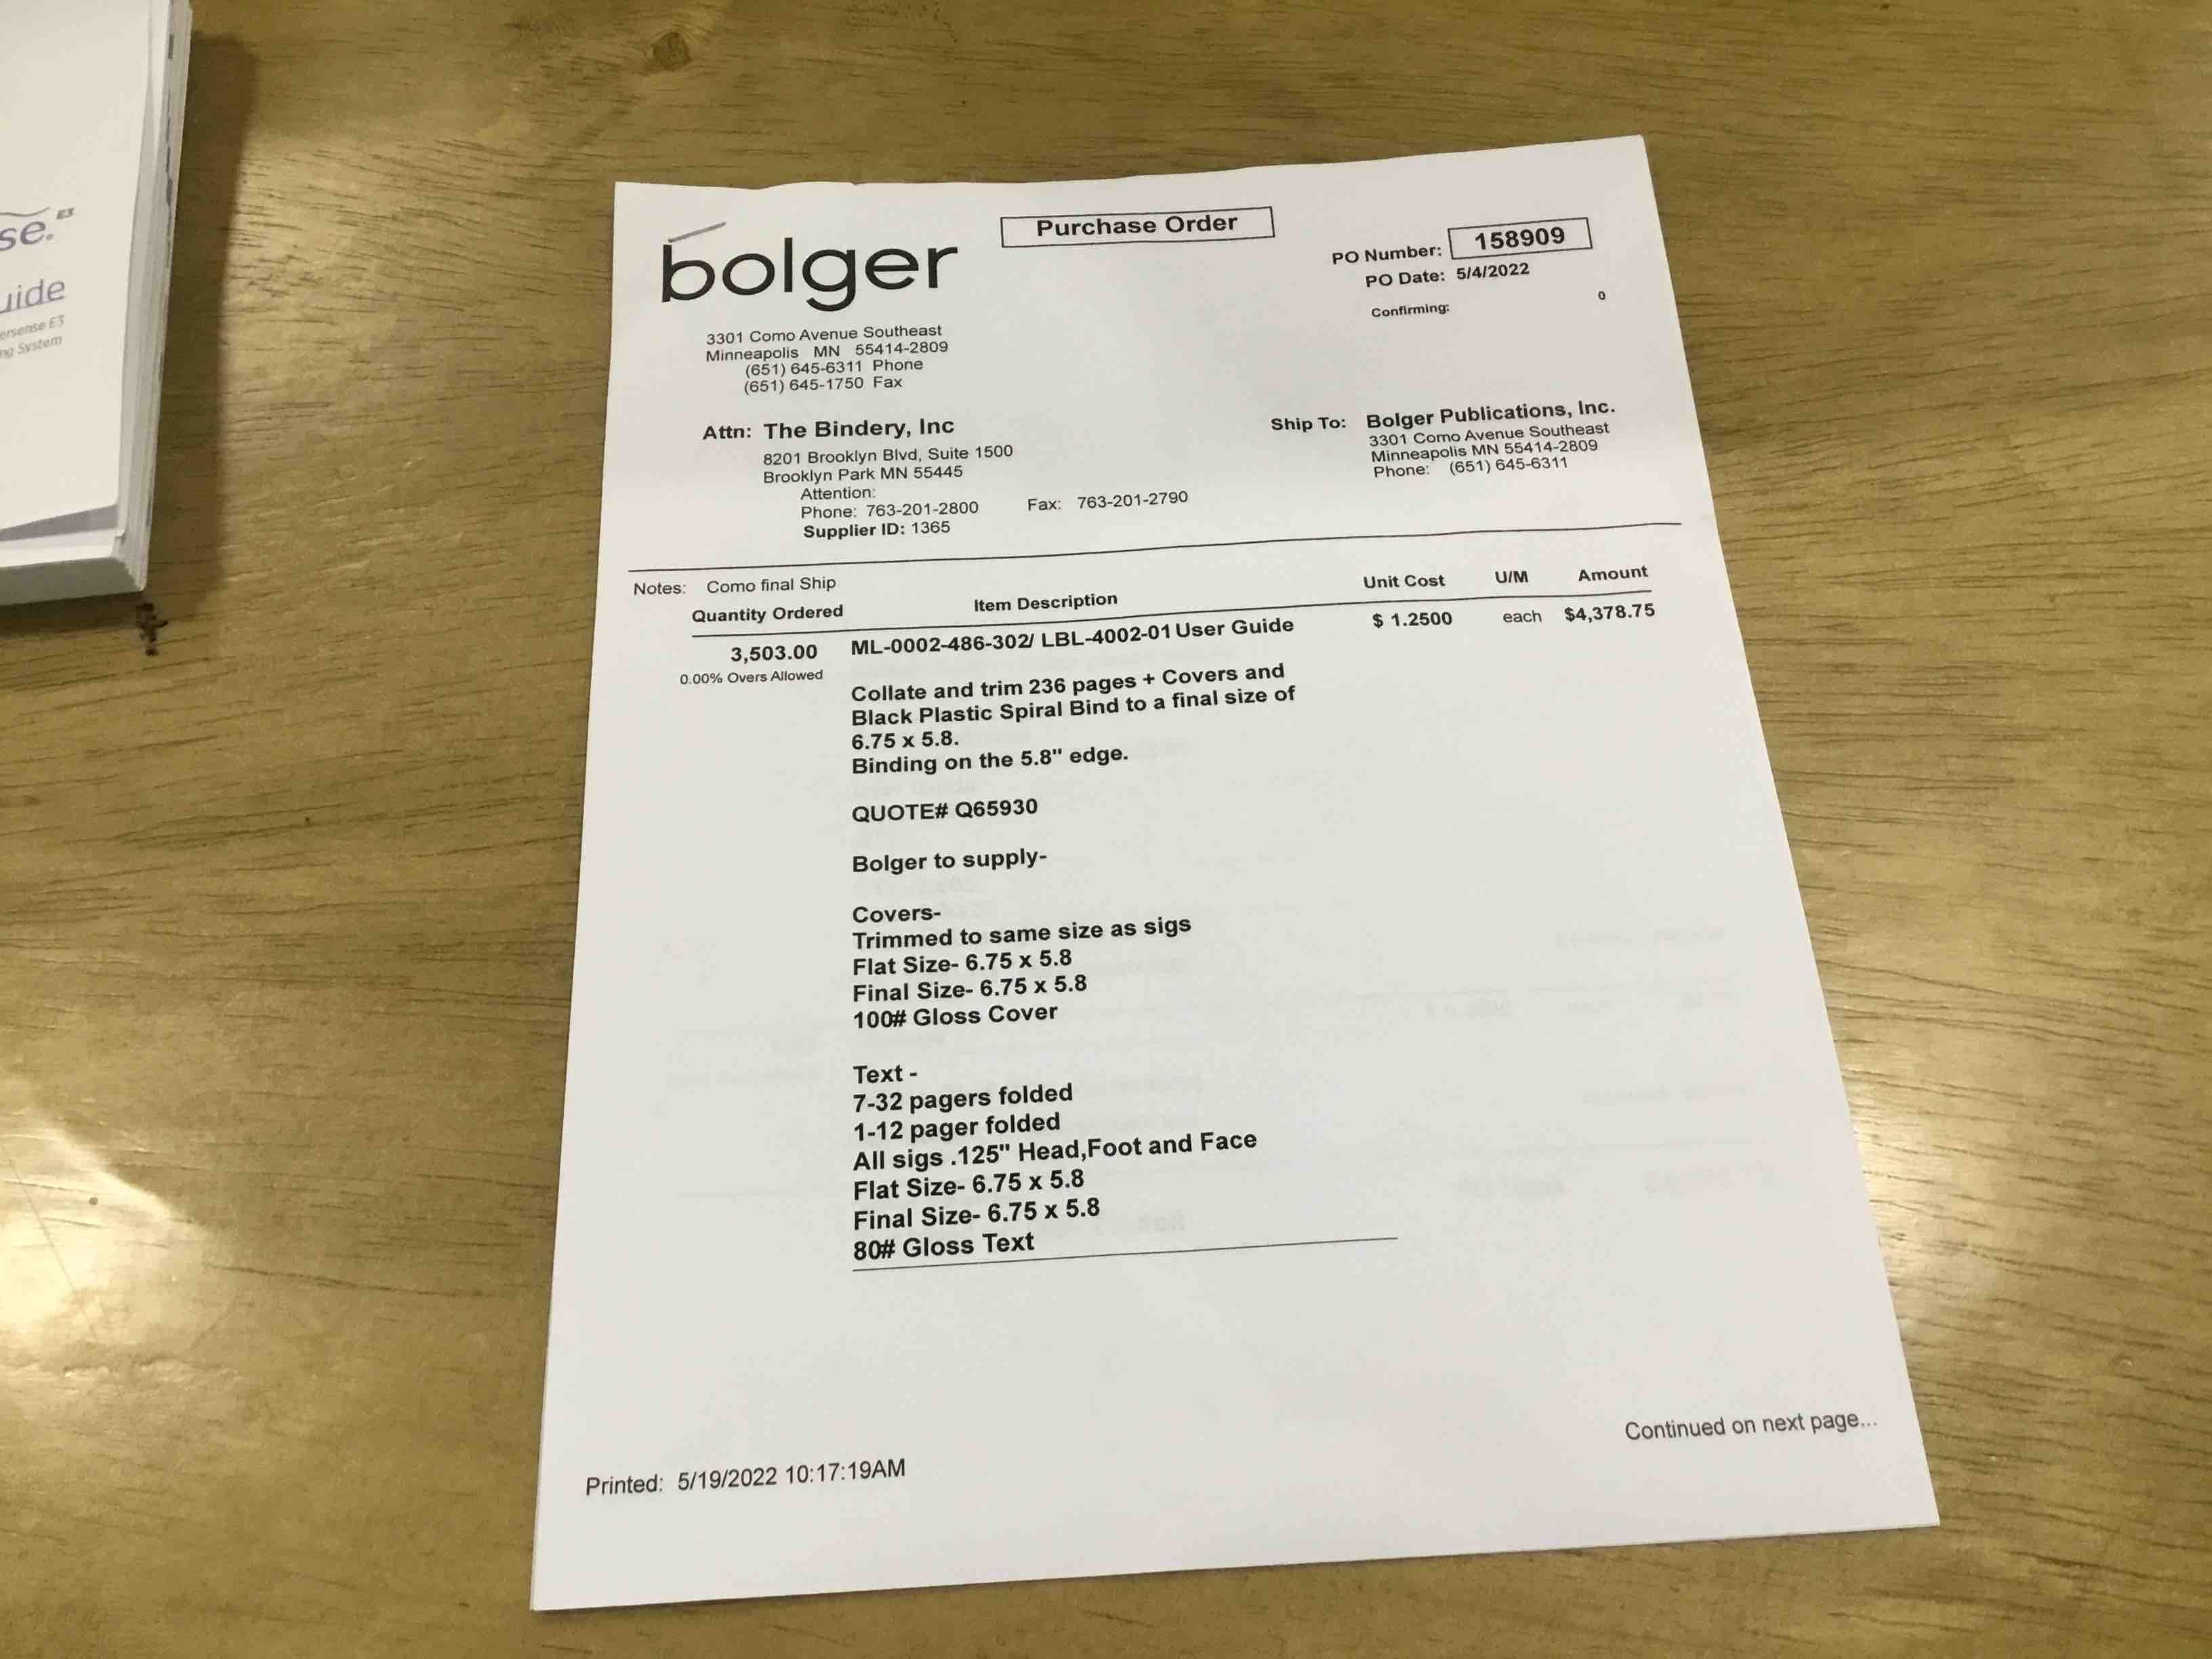 se.E3
uide
ersense E3
ng System
bolger
Purchase Order
PO Number: 158909
PO Date: 5/4/2022
Confirming: 0
3301 Como Avenue Southeast
Minneapolis MN 55414-2809
(651) 645-6311 Phone
(651) 645-1750 Fax
Attn: The Bindery, Inc
8201 Brooklyn Blvd, Suite 1500
Brooklyn Park MN 55445
Attention:
Phone: 763-201-2800 Fax: 763-201-2790
Supplier ID: 1365
Ship To: Bolger Publications, Inc.
3301 Como Avenue Southeast
Minneapolis MN 55414-2809
Phone: (651) 645-6311
Notes: Como final Ship
Quantity Ordered Item Description Unit Cost U/M Amount
3,503.00 ML-0002-486-302/ LBL-4002-01 User Guide $ 1.2500 each $4,378.75
0.00% Overs Allowed
Collate and trim 236 pages + Covers and
Black Plastic Spiral Bind to a final size of
6.75 x 5.8.
Binding on the 5.8" edge.
QUOTE# Q65930
Bolger to supply-
Covers-
Trimmed to same size as sigs
Flat Size- 6.75 x 5.8
Final Size- 6.75 x 5.8
100# Gloss Cover
Text -
7-32 pagers folded
1-12 pager folded
All sigs .125" Head,Foot and Face
Flat Size- 6.75 x 5.8
Final Size- 6.75 x 5.8
80# Gloss Text
Continued on next page...
Printed: 5/19/2022 10:17:19AM